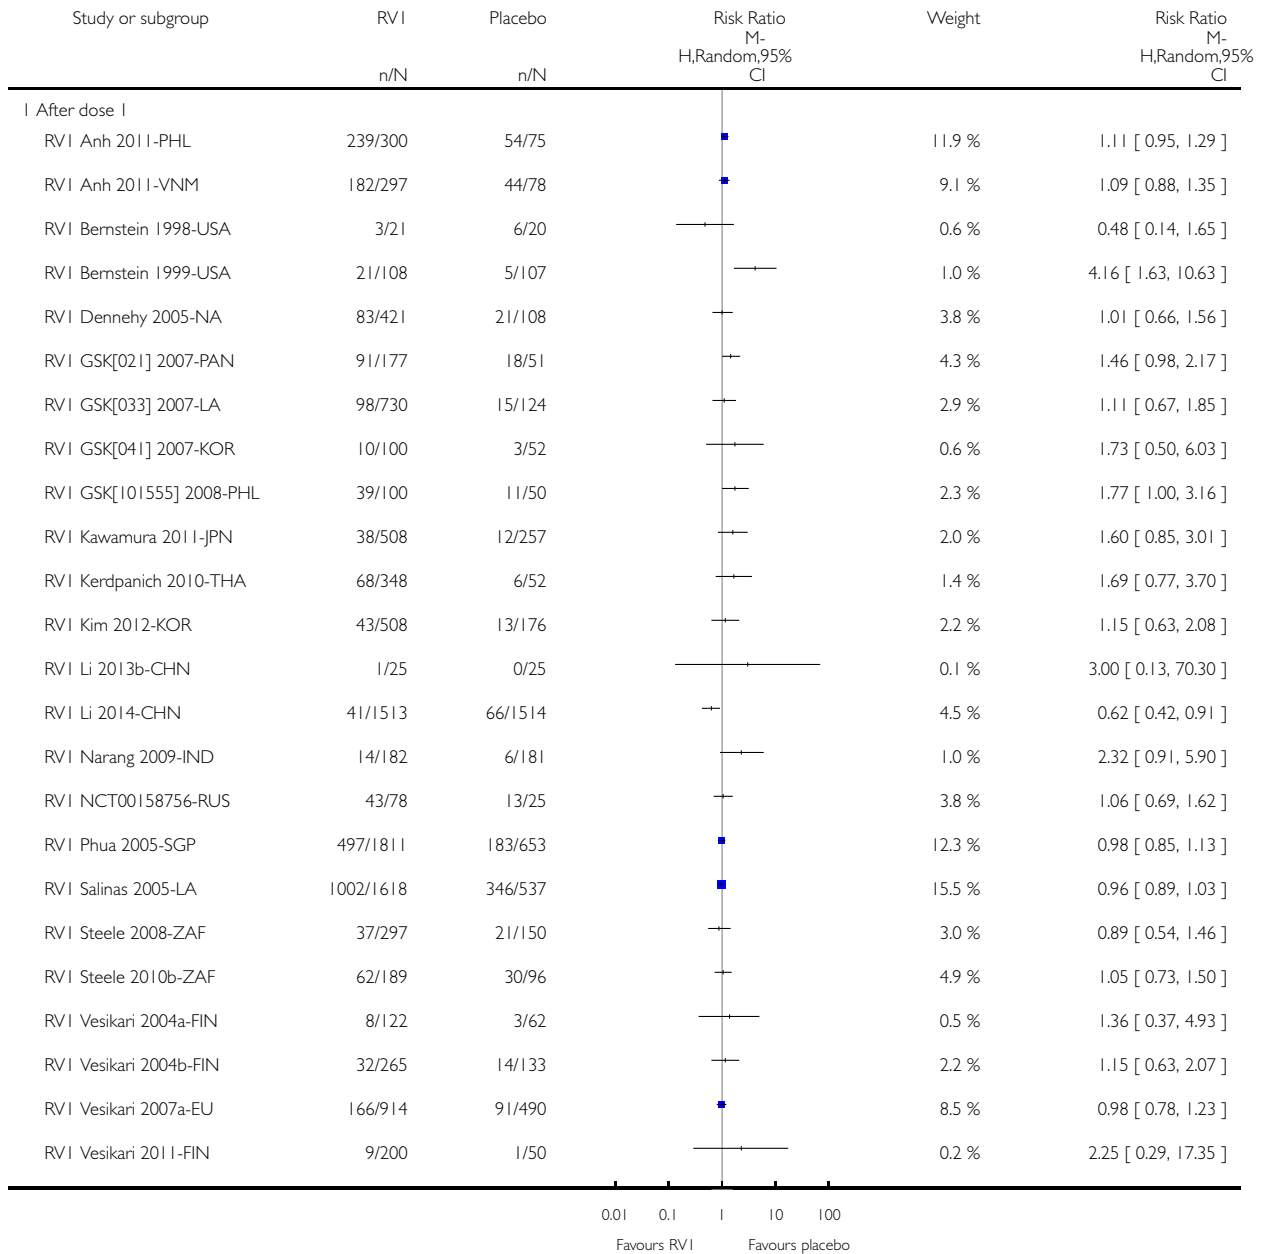 Study or subgroup RV1 Placebo Risk Ratio Weight Risk Ratio
M- M-
H,Random,95% H,Random,95%
n/N n/N CI CI
1 After dose 1
RV1 Anh 2011-PHL 239/300 54/75 11.9 % 1.11 [ 0.95, 1.29 ]
RV1 Anh 2011-VNM 182/297 44/78 9.1 % 1.09 [ 0.88, 1.35 ]
RV1 Bernstein 1998-USA 3/21 6/20 0.6 % 0.48 [ 0.14, 1.65 ]
RV1 Bernstein 1999-USA 21/108 5/107 1.0 % 4.16 [ 1.63, 10.63 ]
RV1 Dennehy 2005-NA 83/421 21/108 3.8 % 1.01 [ 0.66, 1.56 ]
RV1 GSK[021] 2007-PAN 91/177 18/51 4.3 % 1.46 [ 0.98, 2.17 ]
RV1 GSK[033] 2007-LA 98/730 15/124 2.9 % 1.11 [ 0.67, 1.85 ]
RV1 GSK[041] 2007-KOR 10/100 3/52 0.6 % 1.73 [ 0.50, 6.03 ]
RV1 GSK[101555] 2008-PHL 39/100 11/50 2.3 % 1.77 [ 1.00, 3.16 ]
RV1 Kawamura 2011-JPN 38/508 12/257 2.0 % 1.60 [ 0.85, 3.01 ]
RV1 Kerdpanich 2010-THA 68/348 6/52 1.4 % 1.69 [ 0.77, 3.70 ]
RV1 Kim 2012-KOR 43/508 13/176 2.2 % 1.15 [ 0.63, 2.08 ]
RV1 Li 2013b-CHN 1/25 0/25 0.1 % 3.00 [ 0.13, 70.30 ]
RV1 Li 2014-CHN 41/1513 66/1514 4.5 % 0.62 [ 0.42, 0.91 ]
RV1 Narang 2009-IND 14/182 6/181 1.0 % 2.32 [ 0.91, 5.90 ]
RV1 NCT00158756-RUS 43/78 13/25 3.8 % 1.06 [ 0.69, 1.62 ]
RV1 Phua 2005-SGP 497/1811 183/653 12.3 % 0.98 [ 0.85, 1.13 ]
RV1 Salinas 2005-LA 1002/1618 346/537 15.5 % 0.96 [ 0.89, 1.03 ]
RV1 Steele 2008-ZAF 37/297 21/150 3.0 % 0.89 [ 0.54, 1.46 ]
RV1 Steele 2010b-ZAF 62/189 30/96 4.9 % 1.05 [ 0.73, 1.50 ]
RV1 Vesikari 2004a-FIN 8/122 3/62 0.5 % 1.36 [ 0.37, 4.93 ]
RV1 Vesikari 2004b-FIN 32/265 14/133 2.2 % 1.15 [ 0.63, 2.07 ]
RV1 Vesikari 2007a-EU 166/914 91/490 8.5 % 0.98 [ 0.78, 1.23 ]
RV1 Vesikari 2011-FIN 9/200 1/50 0.2 % 2.25 [ 0.29, 17.35 ]
0.01 0.1 1 10 100
Favours RV1 Favours placebo